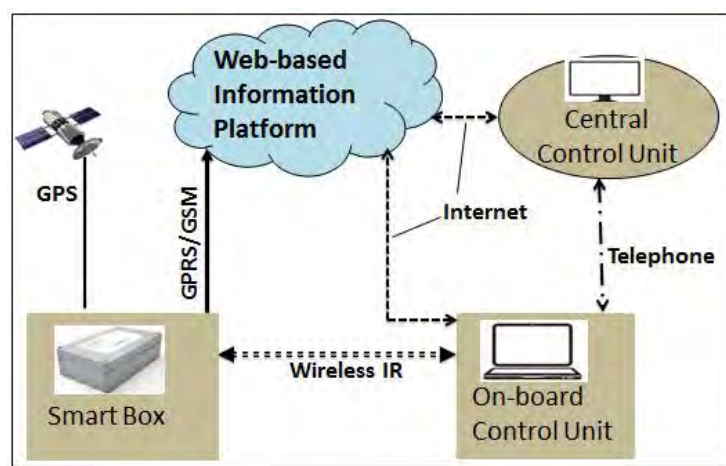 Web-based
Information
Platform
Central
Control Unit
GPS
GPRS/GSM
Internet
Telephone
Wireless IR
Smart Box
On-board
Control Unit